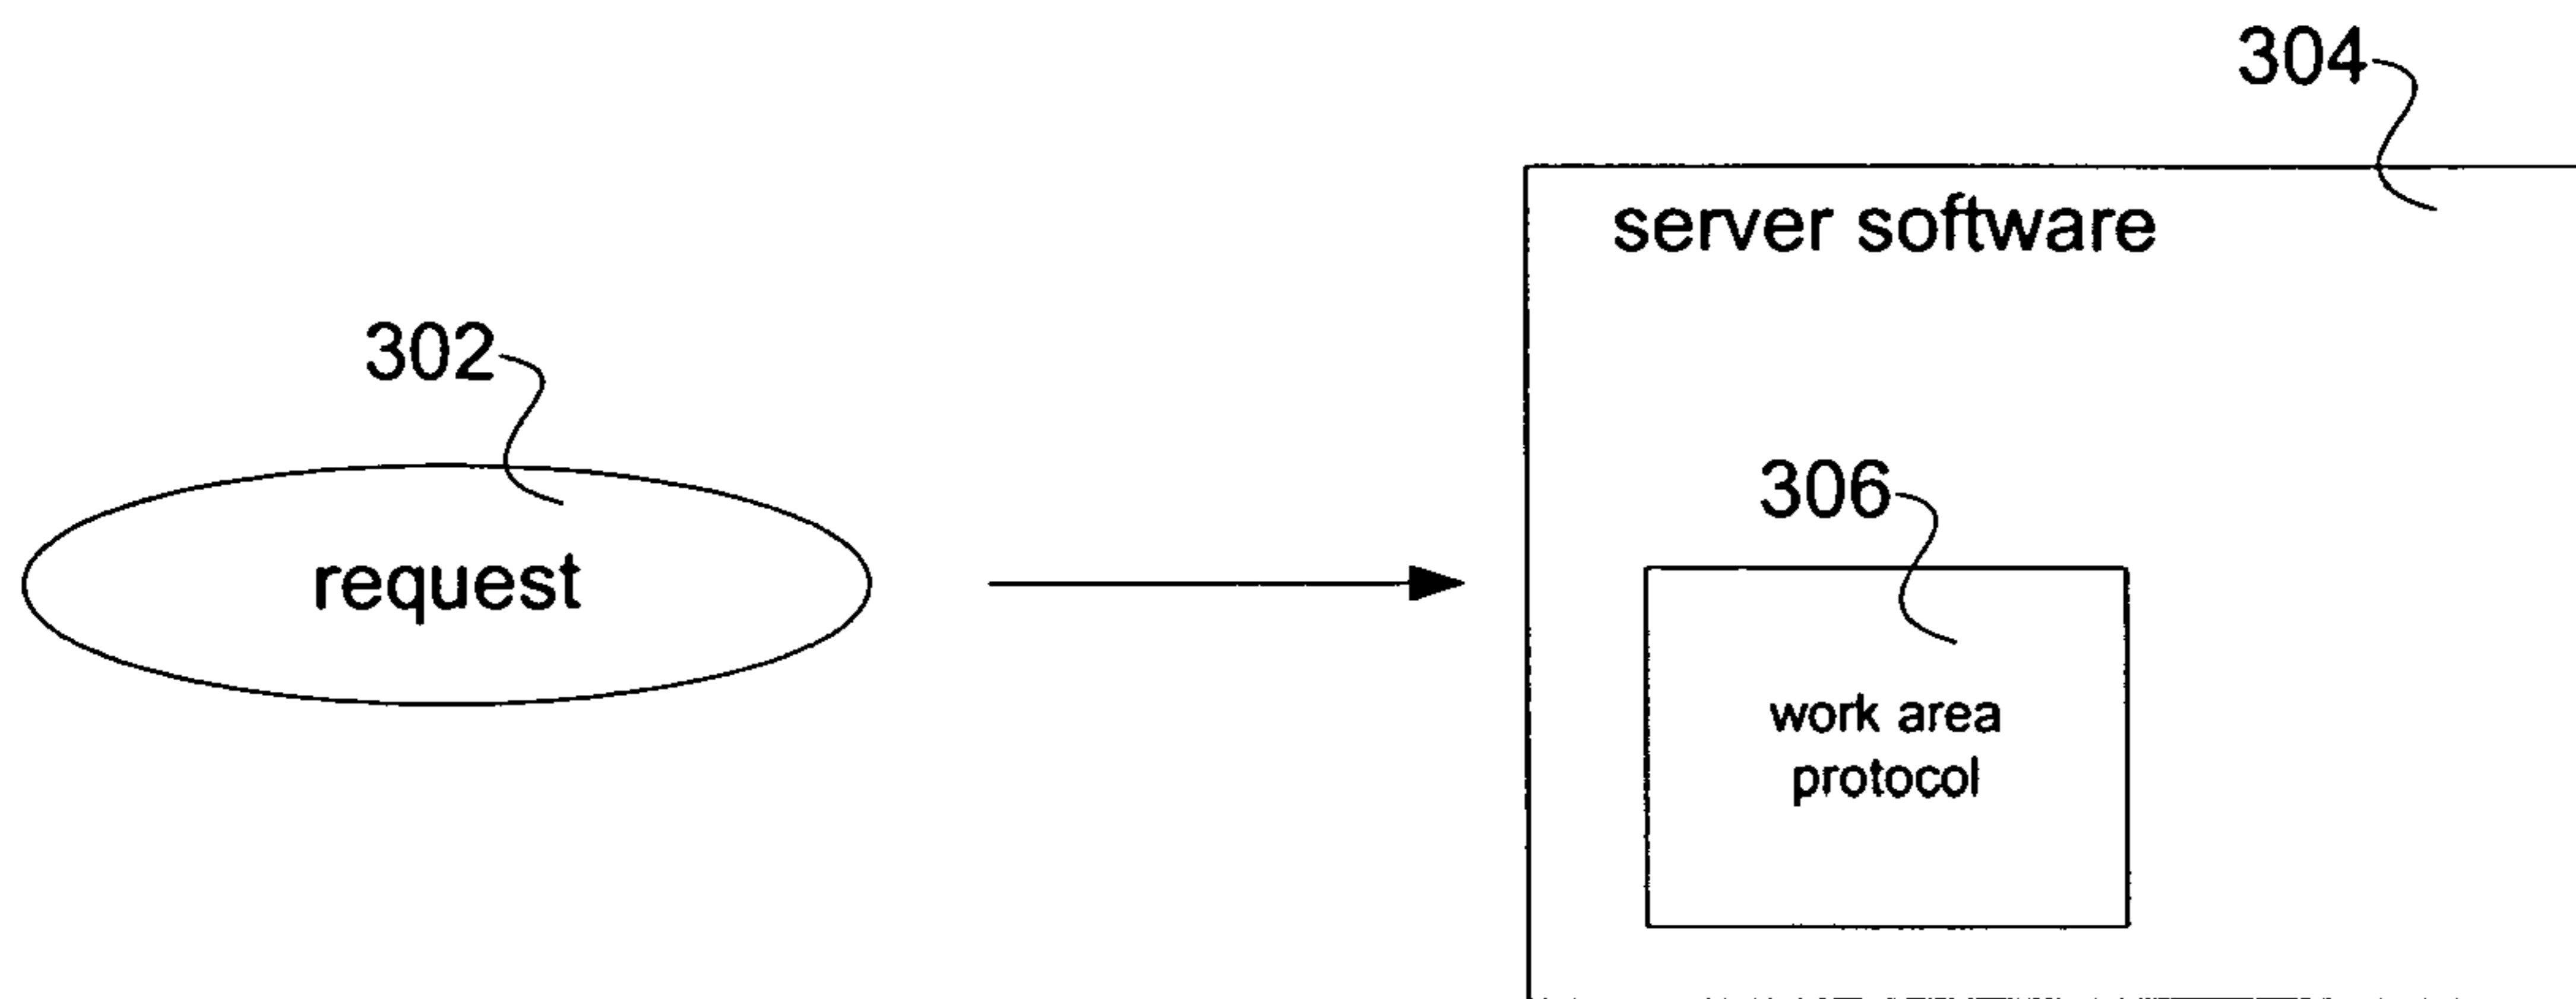 304
server software
302
306
request
work area
protocol